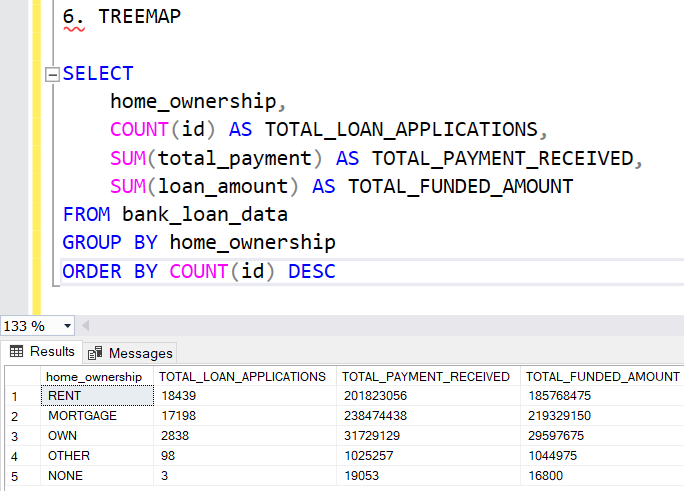 6. TREEMAP
SELECT
home_ownership,
COUNT(id) AS TOTAL_LOAN_APPLICATIONS,
SUM(total_payment) AS TOTAL_PAYMENT_RECEIVED,
SUM(loan_amount) AS TOTAL_FUNDED_AMOUNT
FROM bank_loan_data
GROUP BY home_ownership
ORDER BY COUNT(id) DESC
133 %
Results Messages
home_ownership TOTAL_LOAN_APPLICATIONS TOTAL_PAYMENT_RECEIVED TOTAL_FUNDED_AMOUNT
1 RENT 18439 201823056 185768475
2 MORTGAGE 17198 238474438 219329150
3 OWN 2838 31729129 29597675
4 OTHER 98 1025257 1044975
5 NONE 3 19053 16800